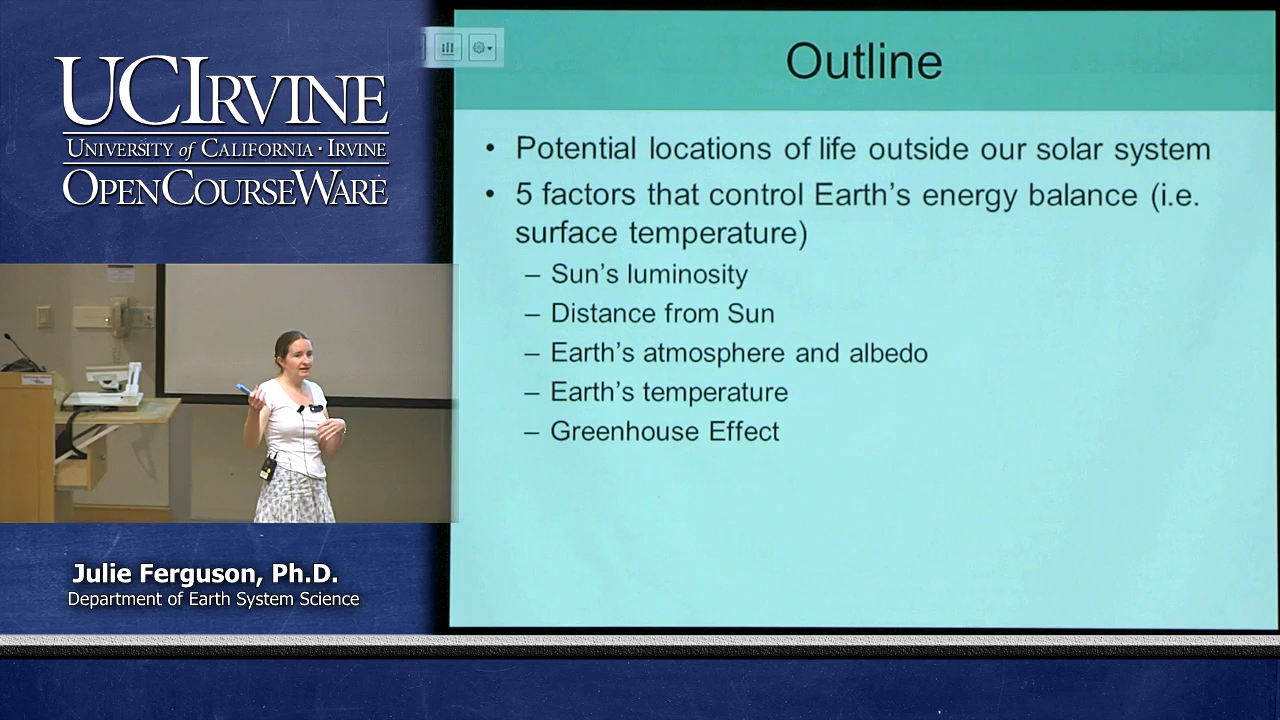 UCIRVINE
UNIVERSITY of CALIFORNIA · IRVINE
OPENCOURSEWARE
Julie Ferguson, Ph.D.
Department of Earth System Science
Outline
• Potential locations of life outside our solar system
• 5 factors that control Earth's energy balance (i.e.
surface temperature)
– Sun's luminosity
– Distance from Sun
– Earth's atmosphere and albedo
– Earth's temperature
– Greenhouse Effect